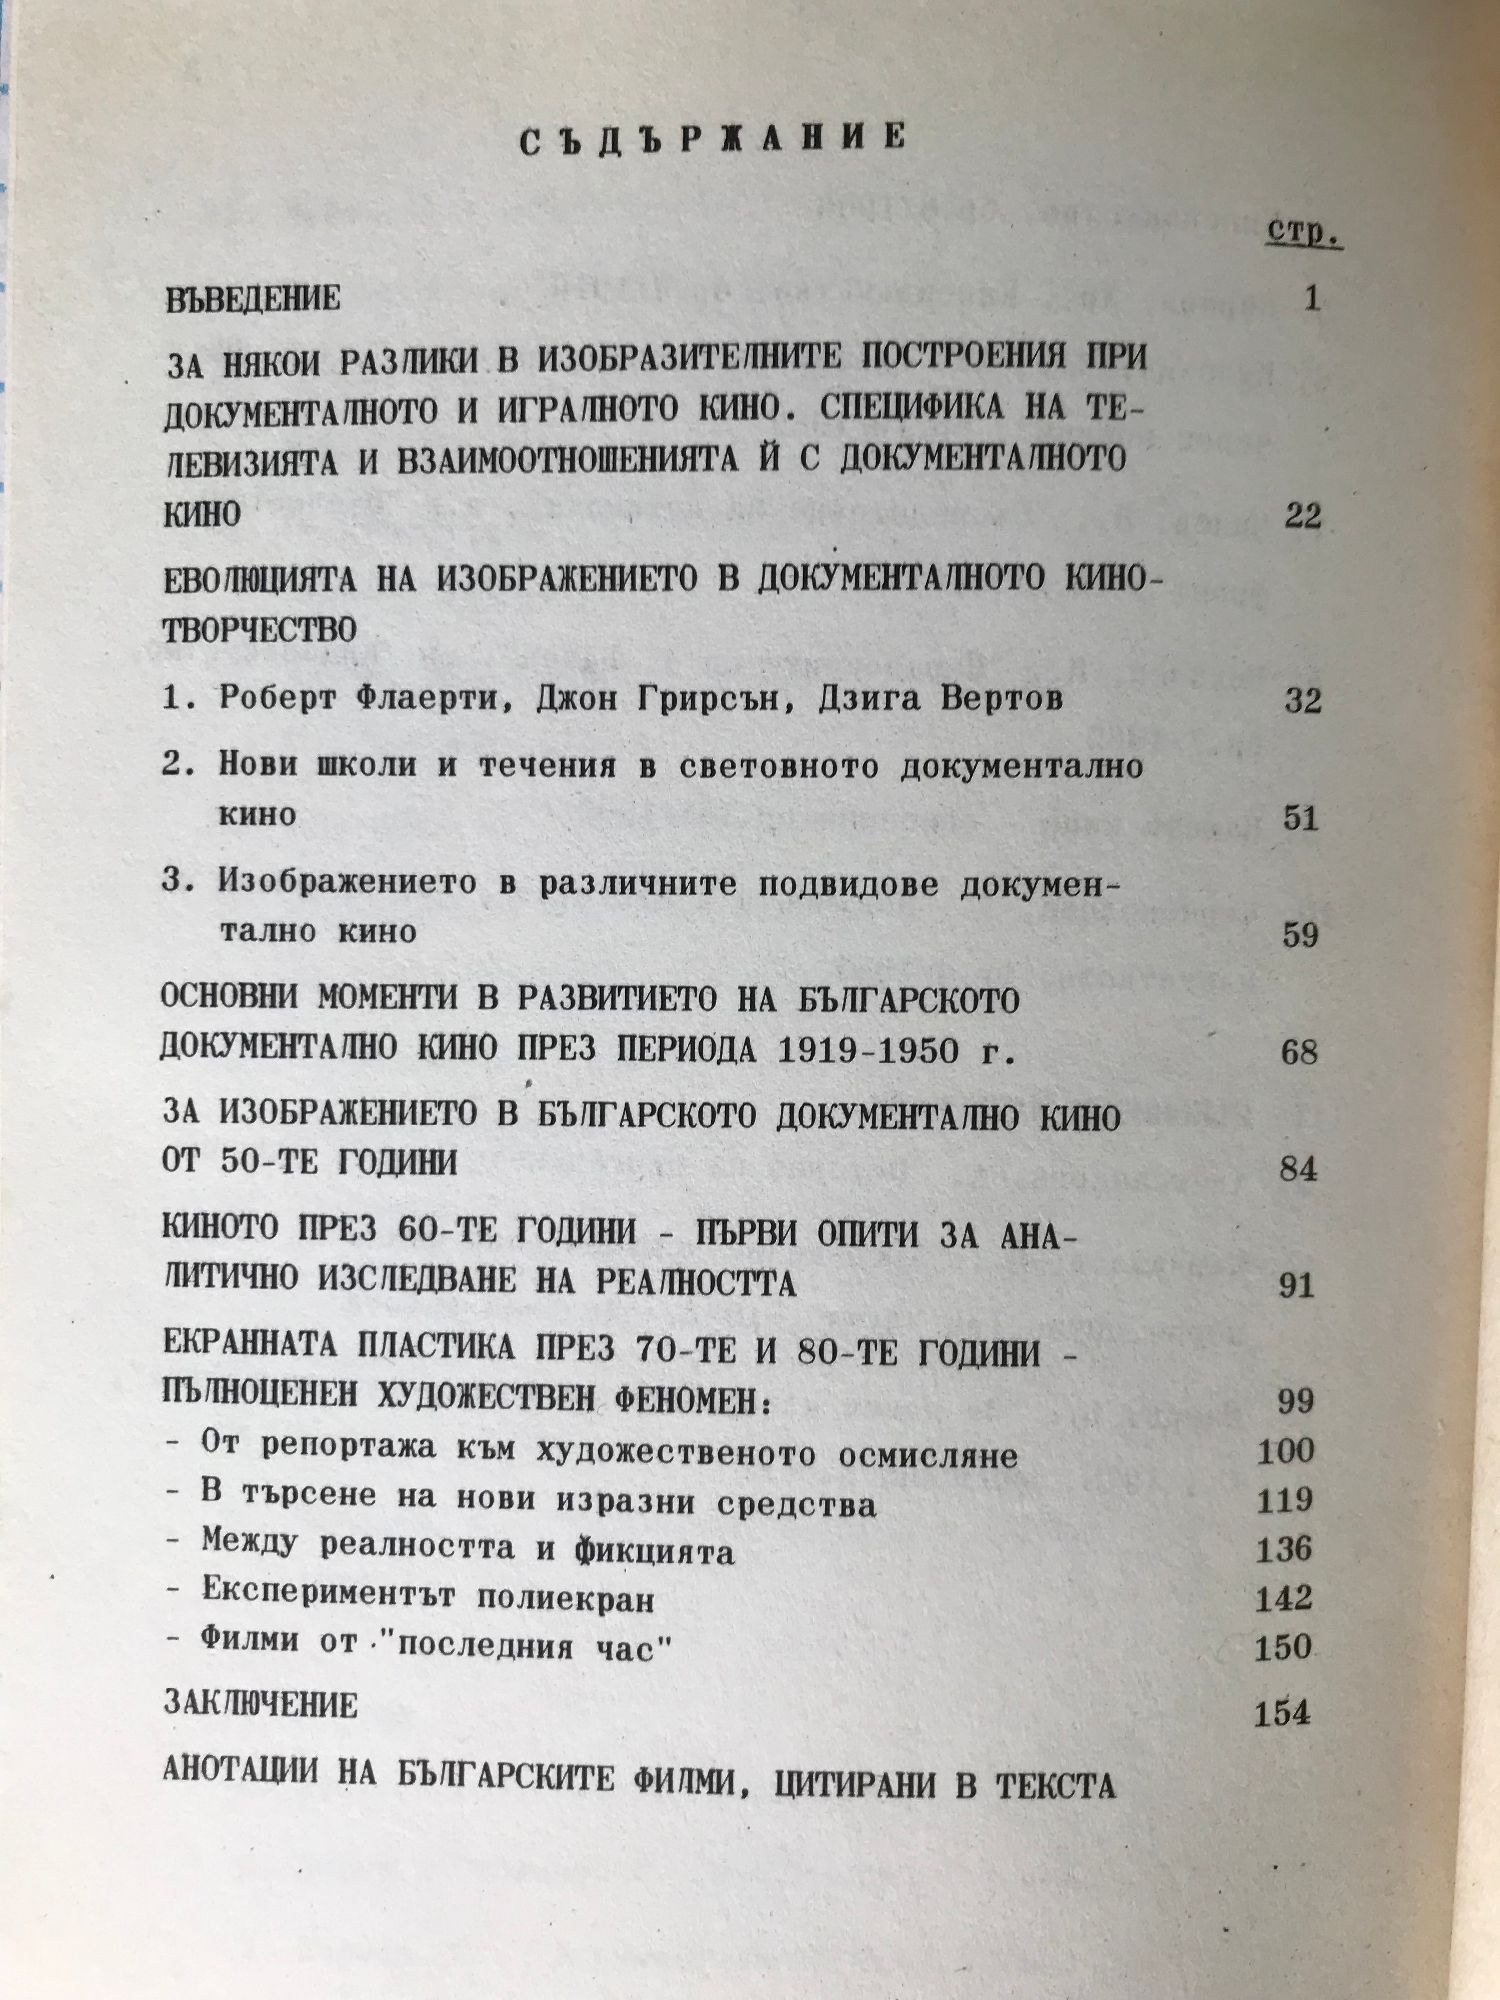 СЪДЪРЖАНИЕ
стр.
ВЪВЕДЕНИЕ 1
ЗА НЯКОИ РАЗЛИКИ В ИЗОБРАЗИТЕЛНИТЕ ПОСТРОЕНИЯ ПРИ
ДОКУМЕНТАЛНОТО И ИГРАЛНОТО КИНО. СПЕЦИФИКА НА ТЕ-
ЛЕВИЗИЯТА И ВЗАИМООТНОШЕНИЯТА Й С ДОКУМЕНТАЛНОТО
КИНО 22
ЕВОЛЮЦИЯТА НА ИЗОБРАЖЕНИЕТО В ДОКУМЕНТАЛНОТО КИНО-
ТВОРЧЕСТВО
1. Роберт Флаерти, Джон Грирсън, Дзига Вертов 32
2. Нови школи и течения в световното документално
кино 51
3. Изображението в различните подвидове докумен-
тално кино 59
ОСНОВНИ МОМЕНТИ В РАЗВИТИЕТО НА БЪЛГАРСКОТО
ДОКУМЕНТАЛНО КИНО ПРЕЗ ПЕРИОДА 1919-1950 г. 68
ЗА ИЗОБРАЖЕНИЕТО В БЪЛГАРСКОТО ДОКУМЕНТАЛНО КИНО
ОТ 50-ТЕ ГОДИНИ 84
КИНОТО ПРЕЗ 60-ТЕ ГОДИНИ - ПЪРВИ ОПИТИ ЗА АНА-
ЛИТИЧНО ИЗСЛЕДВАНЕ НА РЕАЛНОСТТА 91
ЕКРАННАТА ПЛАСТИКА ПРЕЗ 70-ТЕ И 80-ТЕ ГОДИНИ -
ПЪЛНОЦЕНЕН ХУДОЖЕСТВЕН ФЕНОМЕН: 99
- От репортажа към художественото осмисляне 100
- В търсене на нови изразни средства 119
- Между реалността и фикцията 136
- Експериментът полиекран 142
- Филми от "последния час" 150
ЗАКЛЮЧЕНИЕ 154
АНОТАЦИИ НА БЪЛГАРСКИТЕ ФИЛМИ, ЦИТИРАНИ В ТЕКСТА